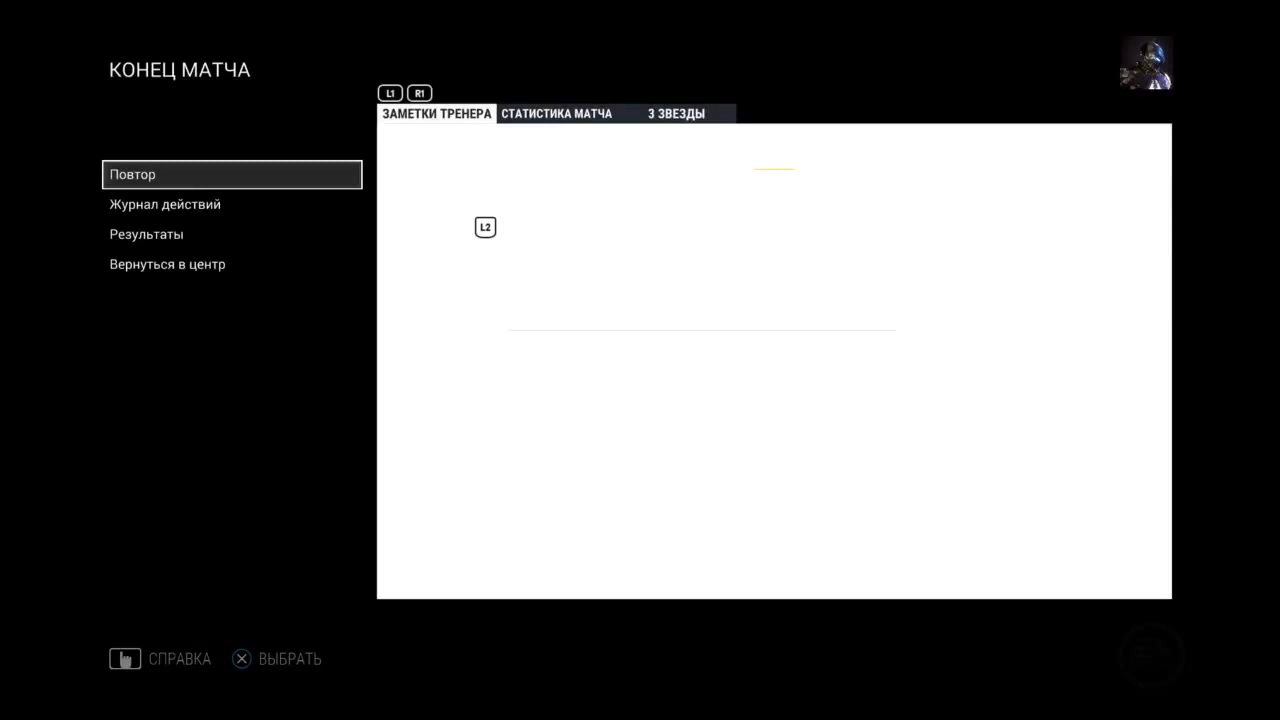 КОНЕЦ МАТЧА
L1 R1
ЗАМЕТКИ ТРЕНЕРА СТАТИСТИКА МАТЧА 3 ЗВЕЗДЫ
Повтор
Журнал действий
Результаты
Вернуться в центр
L2
СПРАВКА ВЫБРАТЬ